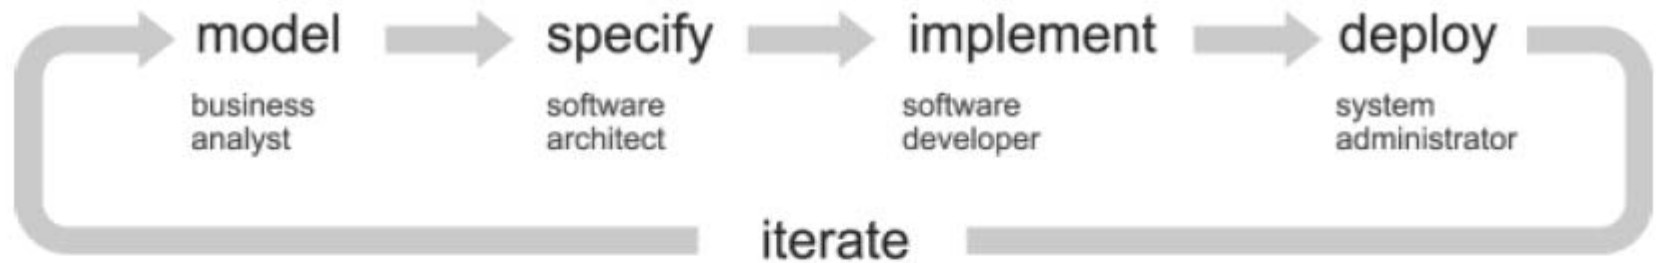 model
specify
implement
deploy
business
analyst
software
architect
software
developer
system
administrator
iterate